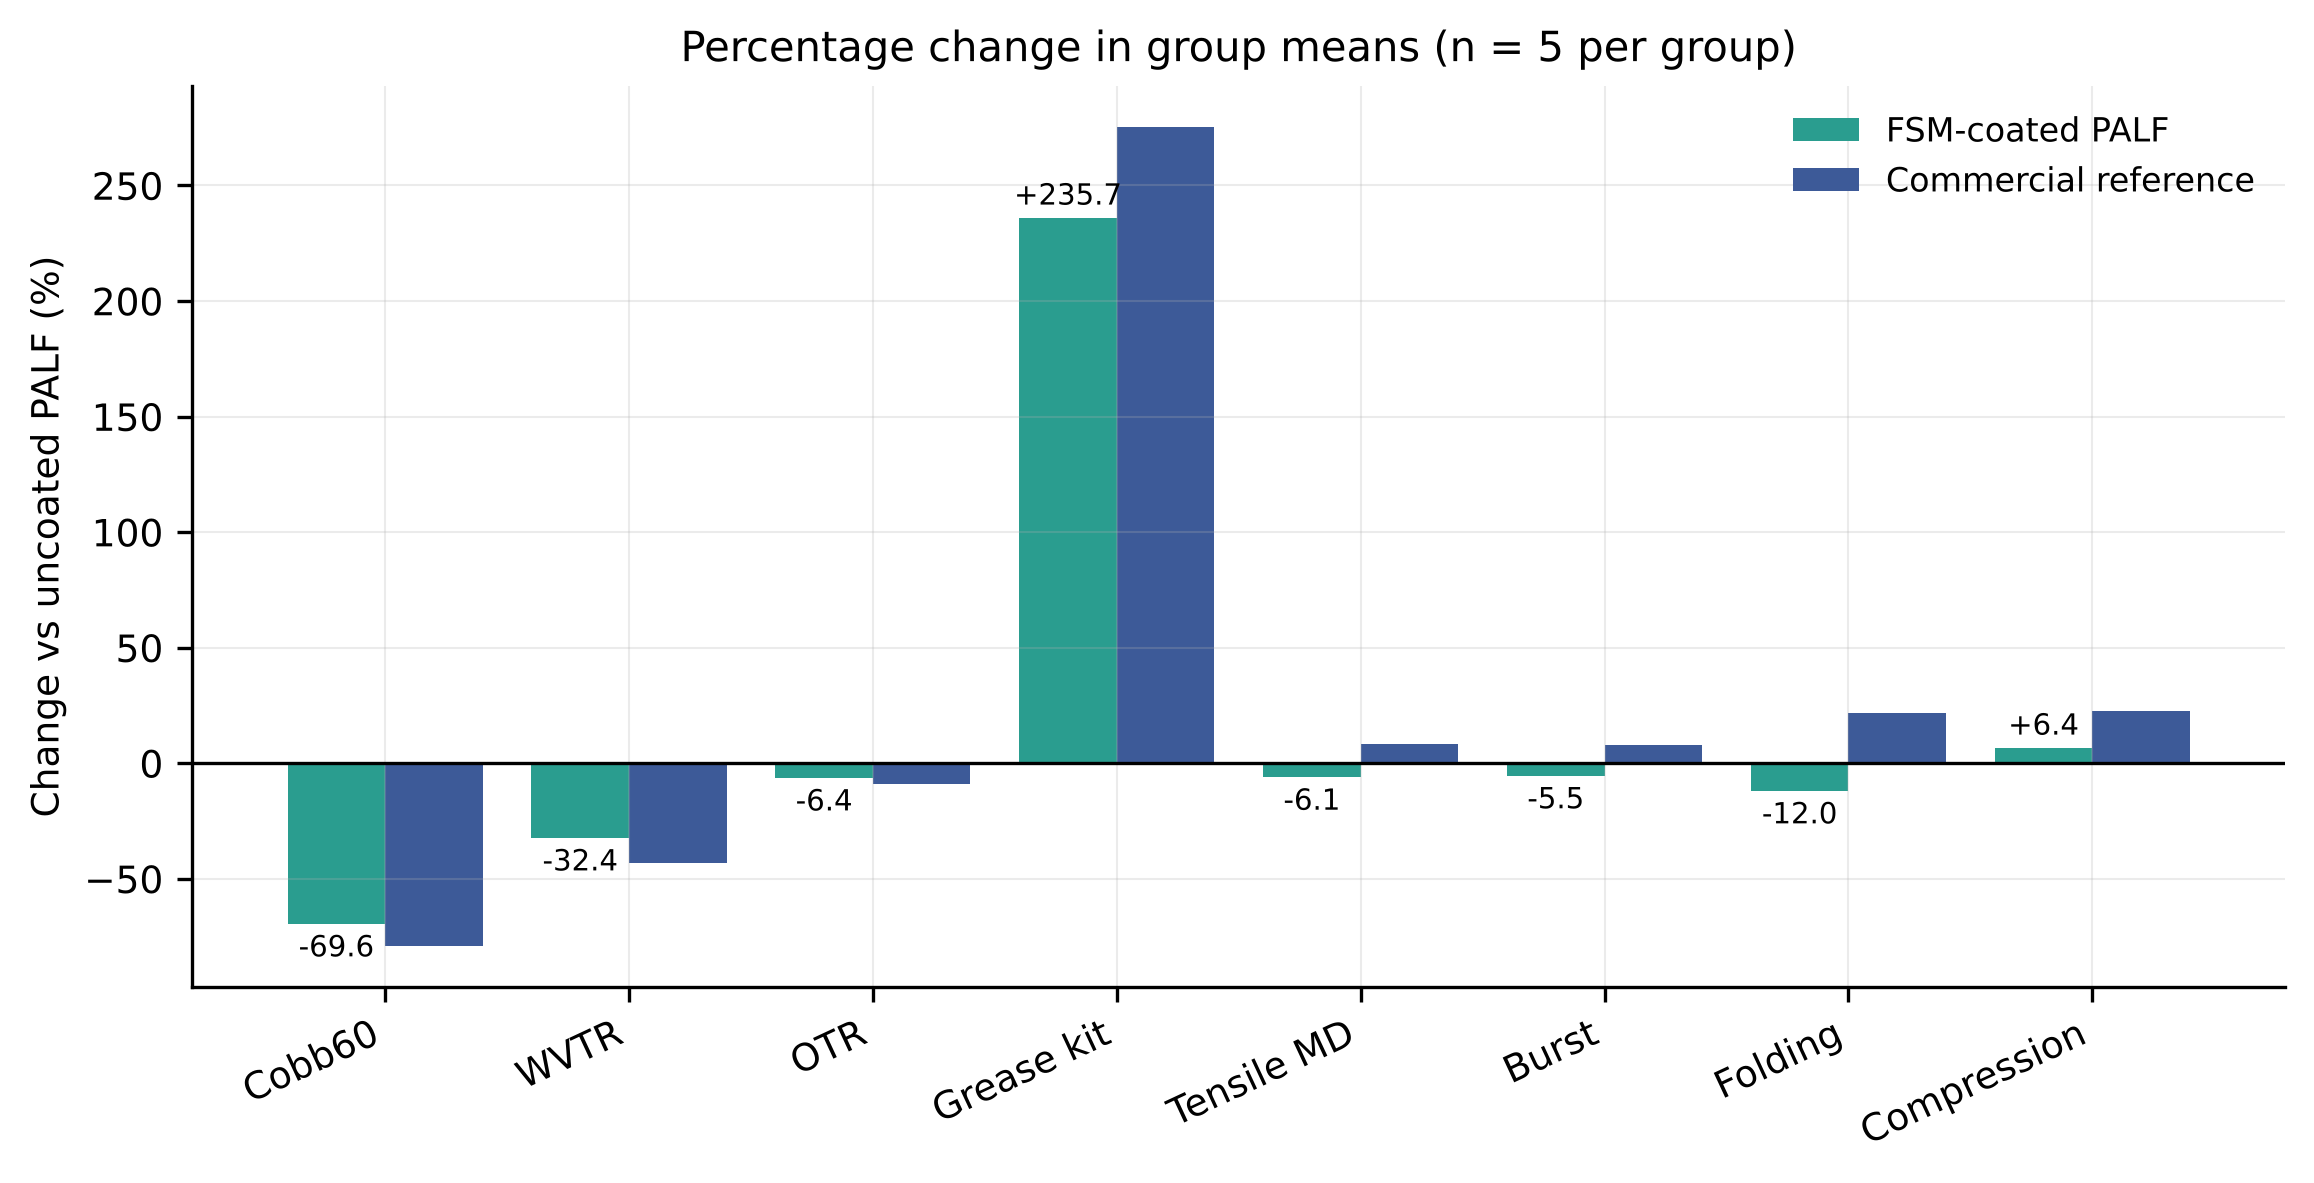 Percentage change in group means (n = 5 per group)
FSM-coated PALF
Commercial reference
Change vs uncoated PALF (%)
250
200
150
100
50
0
−50
-69.6
-32.4
-6.4
+235.7
-6.1
-5.5
-12.0
+6.4
Cobb60
WVTR
OTR
Grease kit
Tensile MD
Burst
Folding
Compression